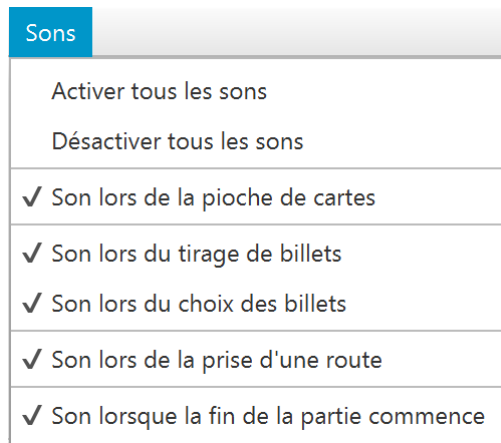 Sons
Activer tous les sons
Désactiver tous les sons
✓ Son lors de la pioche de cartes
✓ Son lors du tirage de billets
✓ Son lors du choix des billets
✓ Son lors de la prise d'une route
✓ Son lorsque la fin de la partie commence